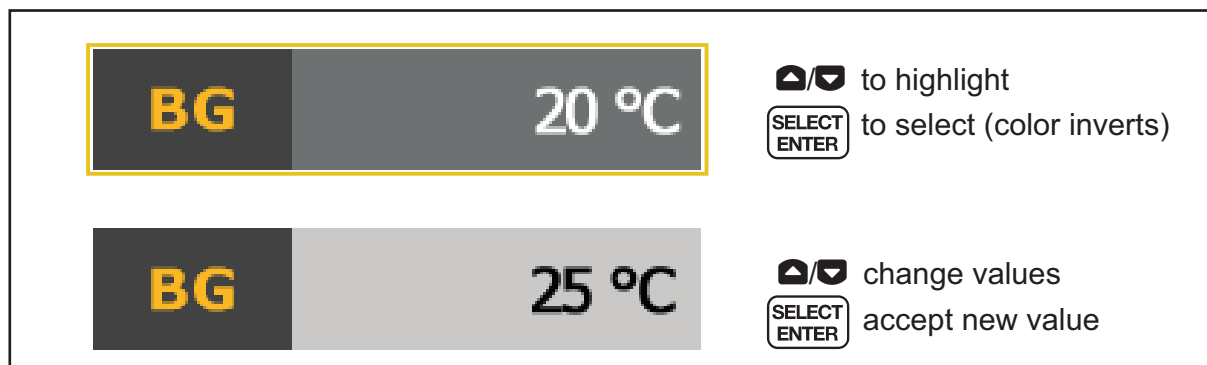 BG 20 °C
▲/▼ to highlight
SELECT ENTER to select (color inverts)
BG 25 °C
▲/▼ change values
SELECT ENTER accept new value